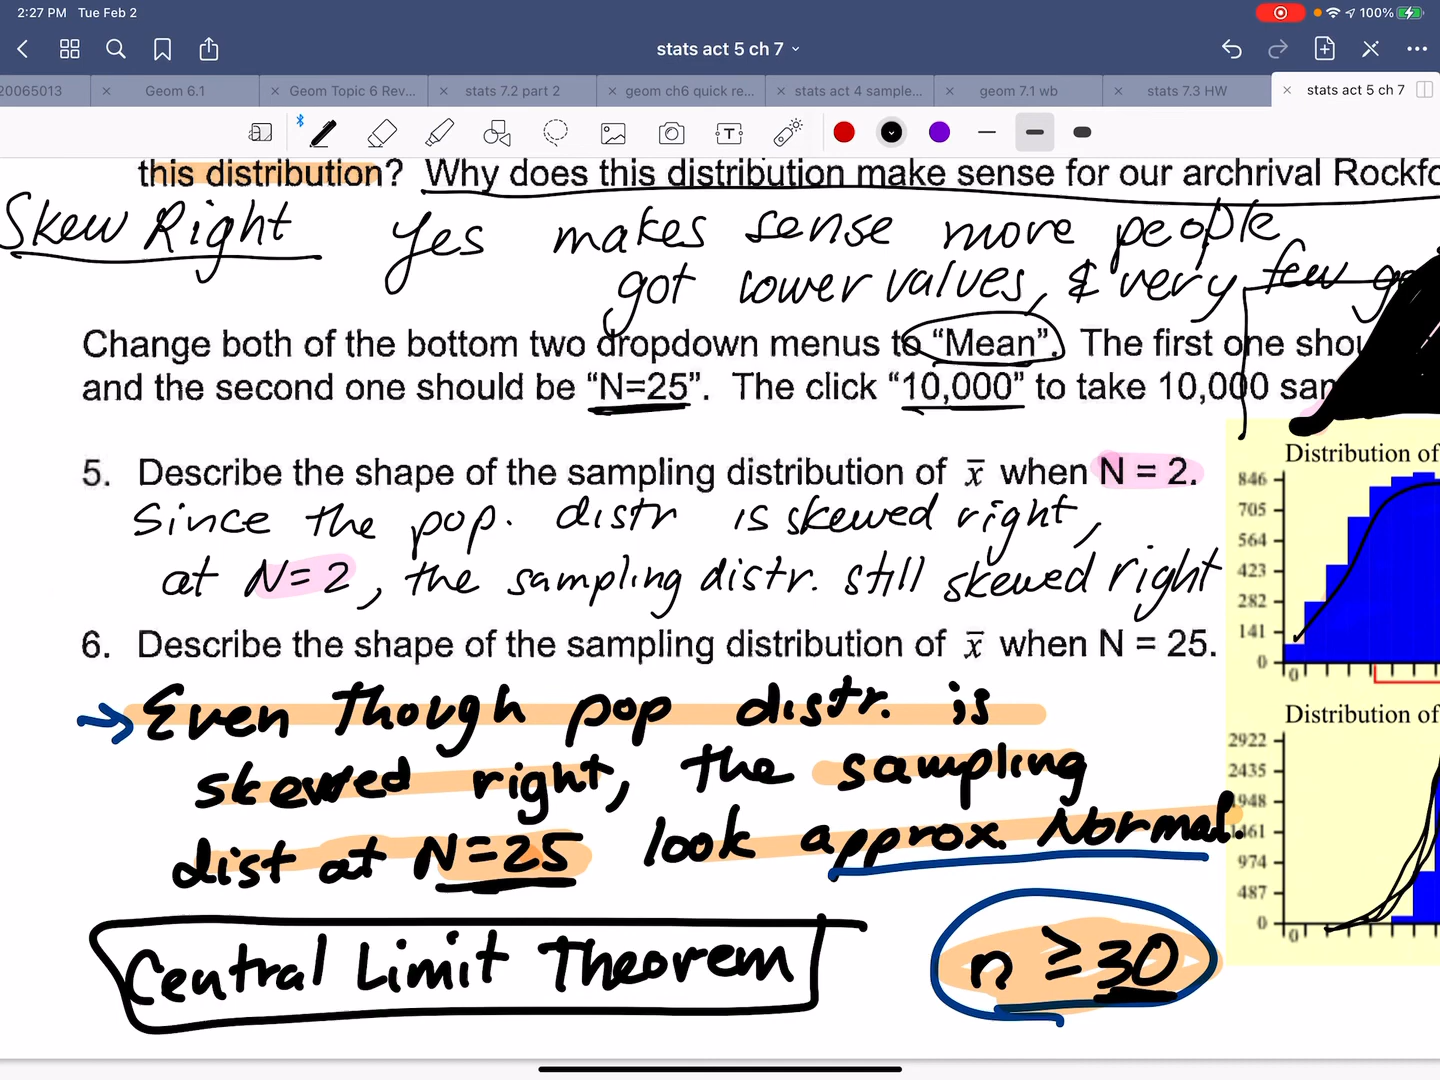 2:27 PM Tue Feb 2
100%
stats act 5 ch 7
20065013
Geom 6.1
Geom Topic 6 Rev...
stats 7.2 part 2
geom ch6 quick re...
stats act 4 sample...
geom 7.1 wb
stats 7.3 HW
stats act 5 ch 7
this distribution? Why does this distribution make sense for our archrival Rockfo
Skew Right Yes makes sense more people
got lower values, & very few ge
Change both of the bottom two dropdown menus to “Mean”. The first one shou
and the second one should be “N=25”. The click “10,000” to take 10,000 sam
5. Describe the shape of the sampling distribution of x̅ when N = 2.
Since the pop. distr is skewed right,
at N=2, the sampling distr. still skewed right
6. Describe the shape of the sampling distribution of x̅ when N = 25.
→ Even though pop distr. is
skewed right, the sampling
dist at N=25 look approx. Normal.
Central Limit Theorem
n ≥ 30
Distribution of
846
705
564
423
282
141
0
0
Distribution of
2922
2435
1948
1461
974
487
0
0